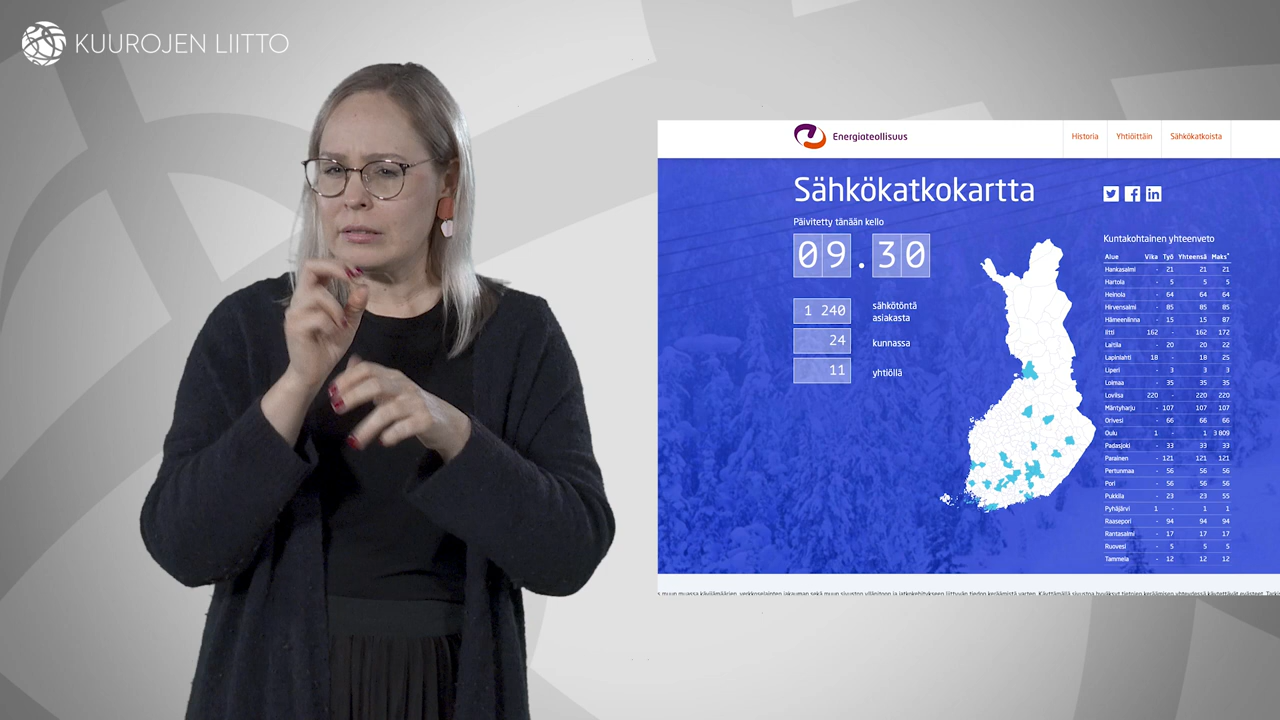 KUUROJEN LIITTO
Energiateollisuus
Historia
Yhtiöittäin
Sähkökatkoista
Sähkökatkokartta
Päivitetty tänään kello
09.30
1 240 sähkötöntä asiakasta
24 kunnassa
11 yhtiöllä
Kuntakohtainen yhteenveto
Alue Vika Työ Yhteensä Maks*
Hankasalmi - 21 21 21
Hartola - 5 5 5
Heinola - 64 64 64
Hirvensalmi - 85 85 85
Hämeenlinna - 15 15 87
Iitti 162 - 162 172
Laitila - 20 20 22
Lapinlahti 18 - 18 25
Liperi - 3 3 3
Loimaa - 35 35 35
Loviisa 220 - 220 220
Mäntyharju - 107 107 107
Orivesi - 66 66 66
Oulu 1 - 1 3 809
Padasjoki - 33 33 33
Parainen - 121 121 121
Pertunmaa - 56 56 56
Pori - 56 56 56
Pukkila - 23 23 55
Pyhäjärvi 1 - 1 1
Raasepori - 94 94 94
Rantasalmi - 17 17 17
Ruovesi - 5 5 5
Tammela - 12 12 12